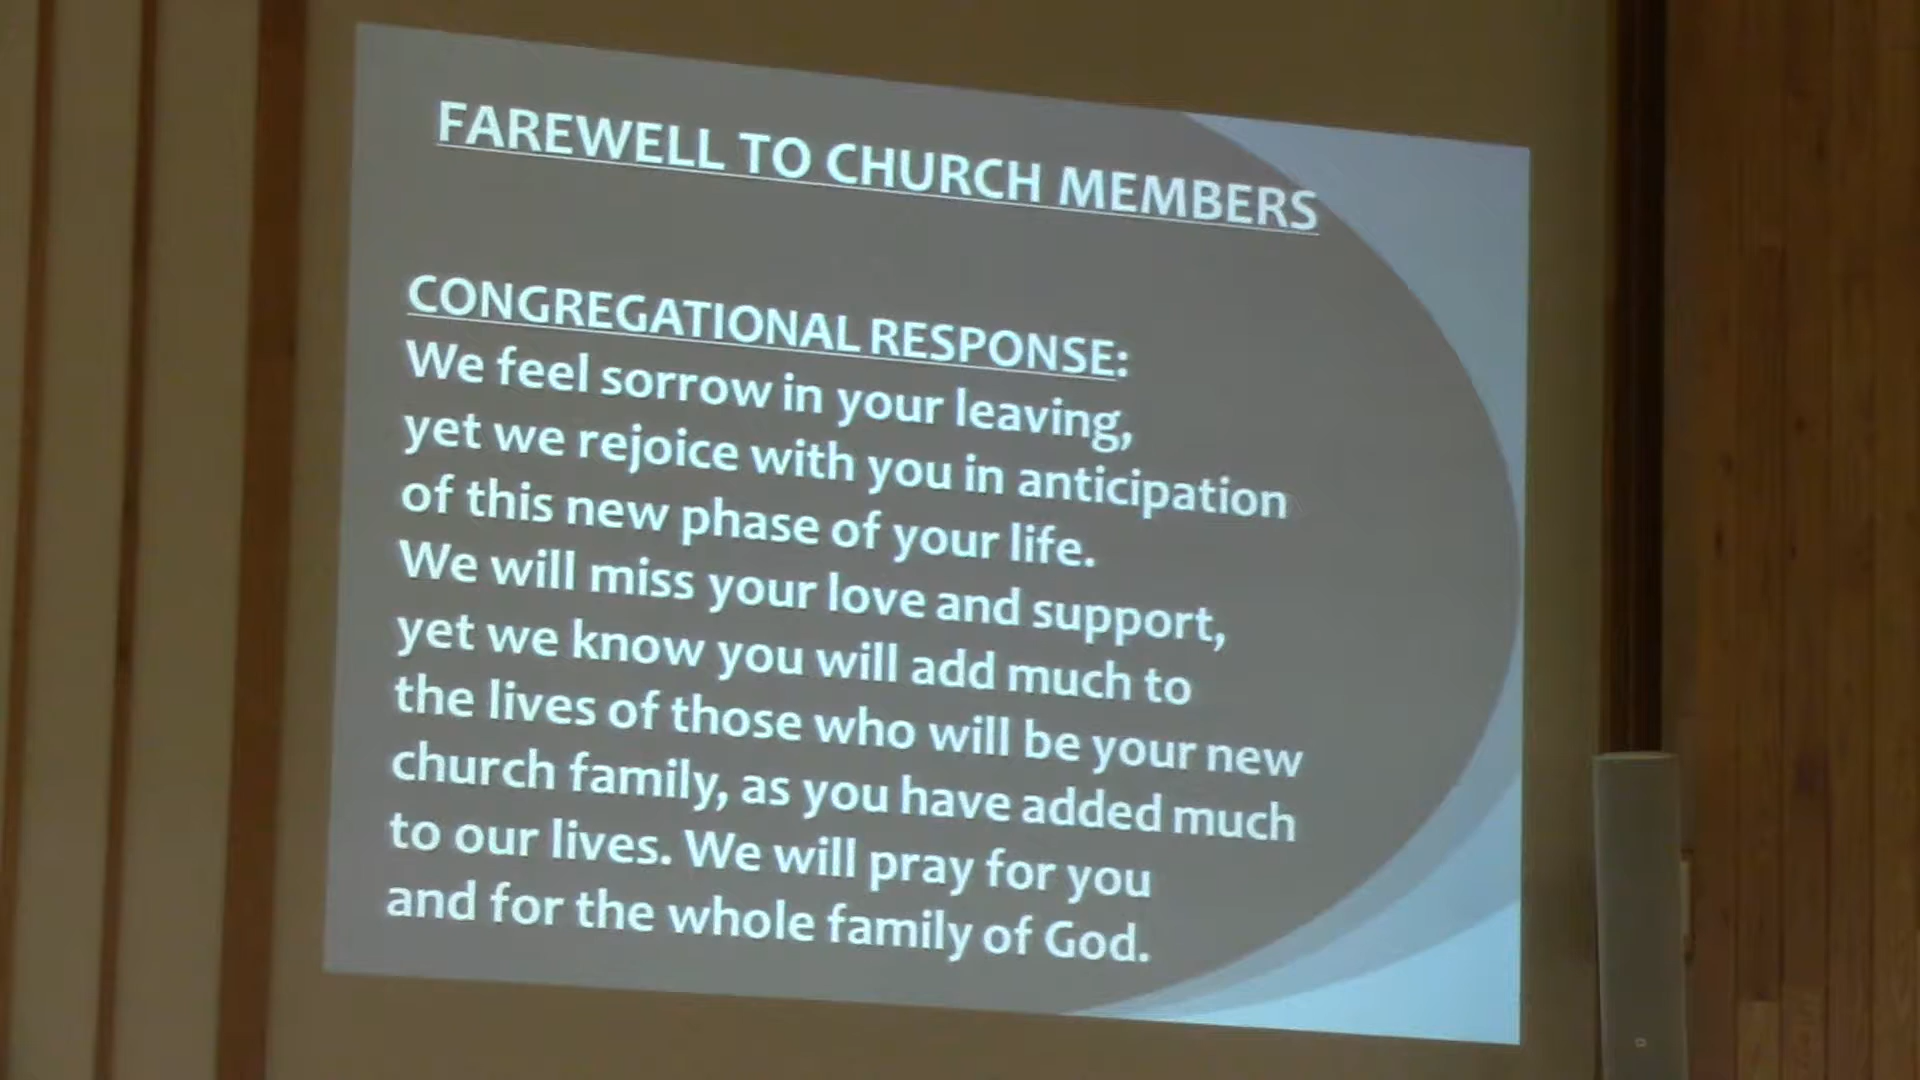 FAREWELL TO CHURCH MEMBERS
CONGREGATIONAL RESPONSE:
We feel sorrow in your leaving,
yet we rejoice with you in anticipation
of this new phase of your life.
We will miss your love and support,
yet we know you will add much to
the lives of those who will be your new
church family, as you have added much
to our lives. We will pray for you
and for the whole family of God.